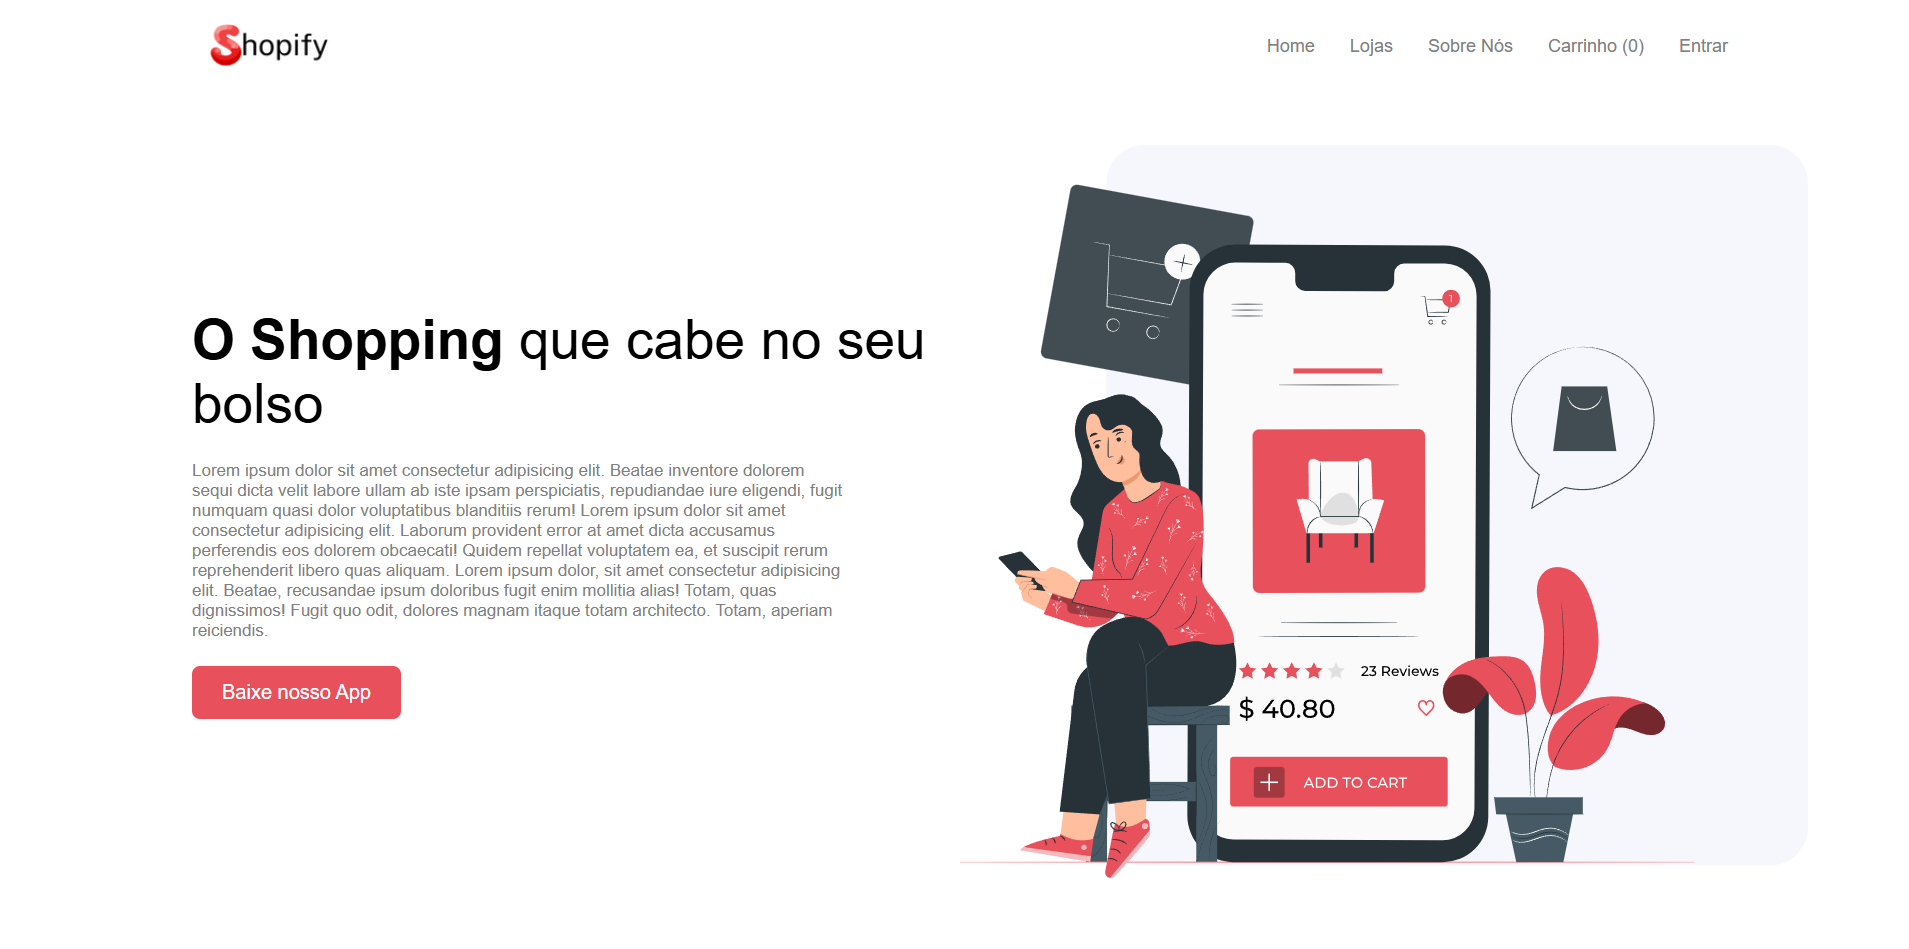 Shopify
Home Lojas Sobre Nós Carrinho (0) Entrar
O Shopping que cabe no seu
bolso
Lorem ipsum dolor sit amet consectetur adipisicing elit. Beatae inventore dolorem
sequi dicta velit labore ullam ab iste ipsam perspiciatis, repudiandae iure eligendi, fugit
numquam quasi dolor voluptatibus blanditiis rerum! Lorem ipsum dolor sit amet
consectetur adipisicing elit. Laborum provident error at amet dicta accusamus
perferendis eos dolorem obcaecati! Quidem repellat voluptatem ea, et suscipit rerum
reprehenderit libero quas aliquam. Lorem ipsum dolor, sit amet consectetur adipisicing
elit. Beatae, recusandae ipsum doloribus fugit enim mollitia alias! Totam, quas
dignissimos! Fugit quo odit, dolores magnam itaque totam architecto. Totam, aperiam
reiciendis.
Baixe nosso App
1
23 Reviews
$ 40.80
ADD TO CART